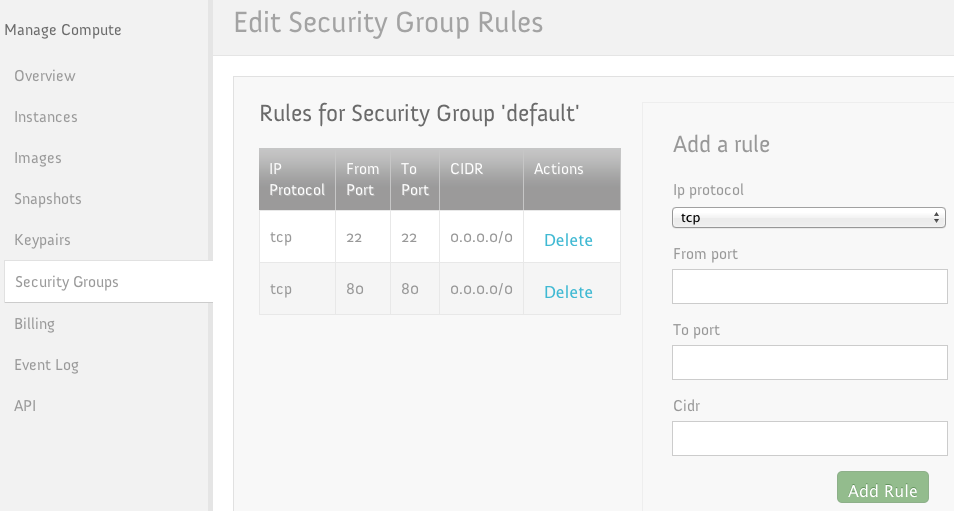 Manage Compute
Overview
Instances
Images
Snapshots
Keypairs
Security Groups
Billing
Event Log
API
Edit Security Group Rules
Rules for Security Group 'default'
IP Protocol From Port To Port CIDR Actions
tcp 22 22 0.0.0.0/0 Delete
tcp 80 80 0.0.0.0/0 Delete
Add a rule
Ip protocol
tcp
From port
To port
Cidr
Add Rule